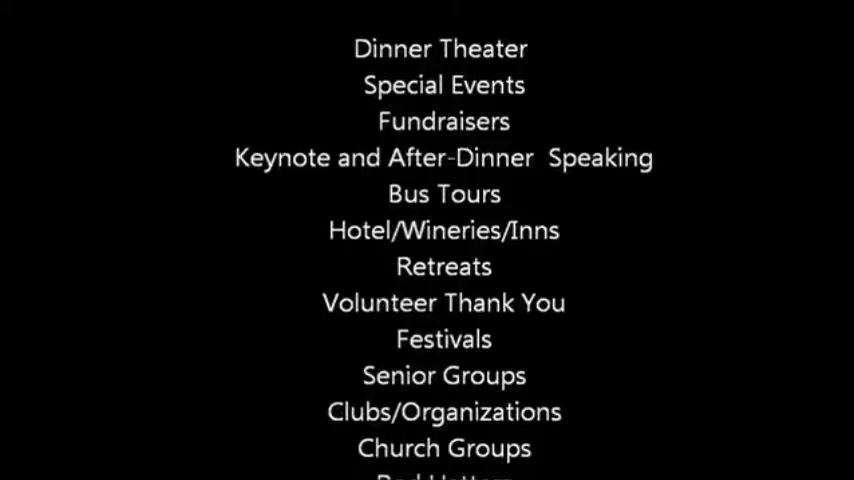 Dinner Theater
Special Events
Fundraisers
Keynote and After-Dinner  Speaking
Bus Tours
Hotel/Wineries/Inns
Retreats
Volunteer Thank You
Festivals
Senior Groups
Clubs/Organizations
Church Groups